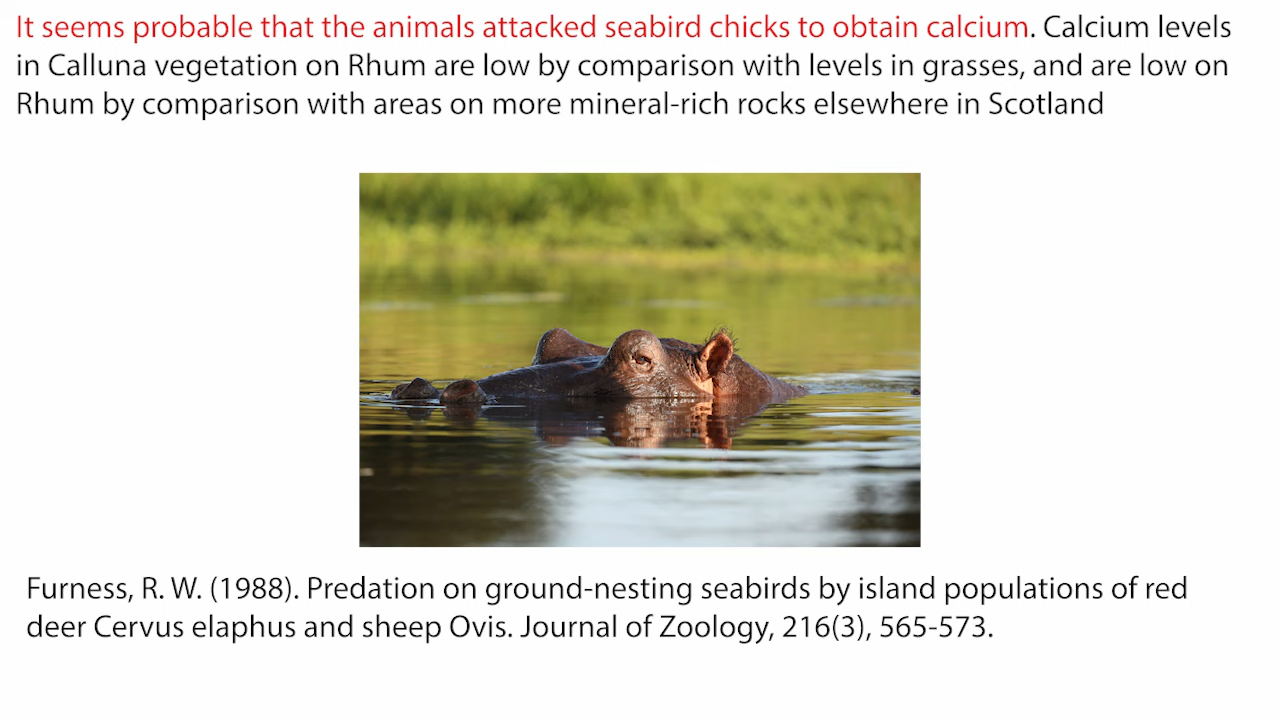 It seems probable that the animals attacked seabird chicks to obtain calcium. Calcium levels
in Calluna vegetation on Rhum are low by comparison with levels in grasses, and are low on
Rhum by comparison with areas on more mineral-rich rocks elsewhere in Scotland
Furness, R. W. (1988). Predation on ground-nesting seabirds by island populations of red
deer Cervus elaphus and sheep Ovis. Journal of Zoology, 216(3), 565-573.